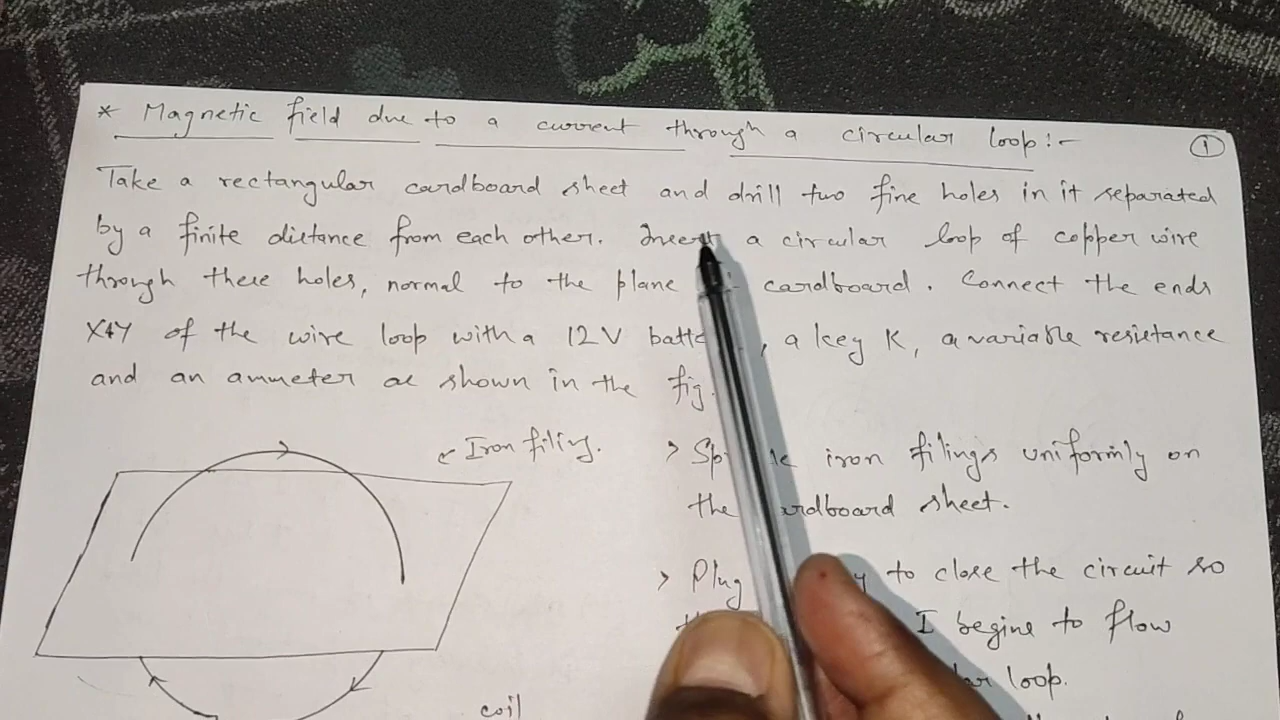 * Magnetic field due to a current through a circular loop :-
1
Take a rectangular cardboard sheet and drill two fine holes in it separated
by a finite distance from each other. Insert a circular loop of copper wire
through these holes, normal to the plane cardboard. Connect the ends
X&Y of the wire loop with a 12V , a key K, a variable resistance
and an ammeter as shown in the fig.
Iron filing.
> iron filings uniformly on
the cardboard sheet.
> Plug to close the circuit so
I begins to flow
loop.
coil